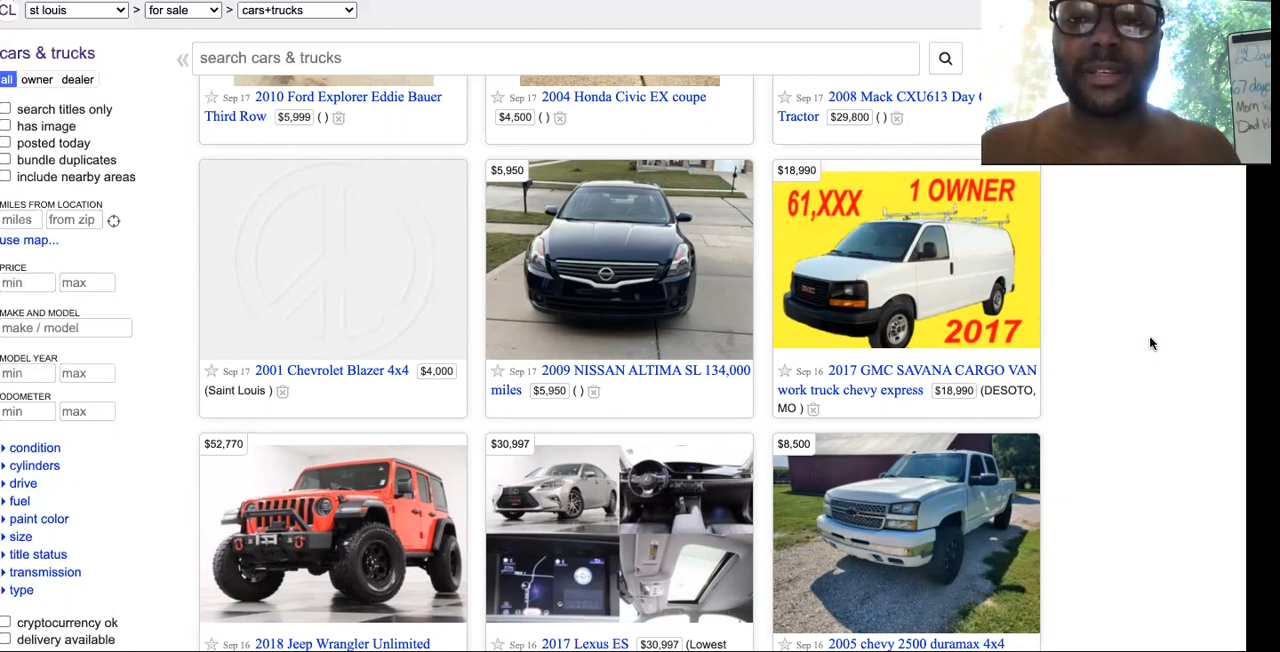 CL st louis > for sale > cars+trucks
cars & trucks
all owner dealer
search titles only
has image
posted today
bundle duplicates
include nearby areas
MILES FROM LOCATION
miles from zip
use map...
PRICE
min max
MAKE AND MODEL
make / model
MODEL YEAR
min max
ODOMETER
min max
condition
cylinders
drive
fuel
paint color
size
title status
transmission
type
cryptocurrency ok
delivery available
« search cars & trucks
Sep 17 2010 Ford Explorer Eddie Bauer
Third Row $5,999 ( )
Sep 17 2004 Honda Civic EX coupe
$4,500 ( )
Sep 17 2008 Mack CXU613 Day
Tractor $29,800 ( )
Sep 17 2001 Chevrolet Blazer 4x4 $4,000
(Saint Louis )
$5,950
Sep 17 2009 NISSAN ALTIMA SL 134,000
miles $5,950 ( )
$18,990
61,XXX 1 OWNER
2017
Sep 16 2017 GMC SAVANA CARGO VAN
work truck chevy express $18,990 (DESOTO,
MO )
$52,770
Sep 16 2018 Jeep Wrangler Unlimited
$30,997
Sep 16 2017 Lexus ES $30,997 (Lowest
$8,500
Sep 16 2005 chevy 2500 duramax 4x4
67 days
Mom
Dad